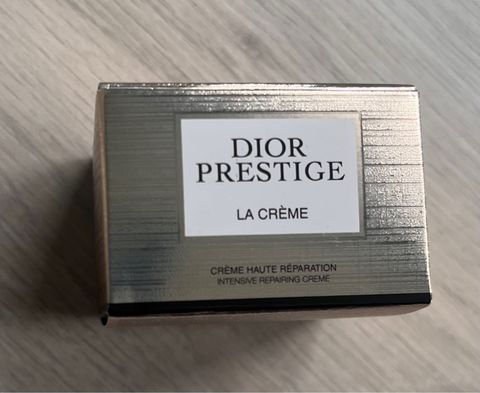 DIOR
PRESTIGE
LA CRÈME
CRÈME HAUTE RÉPARATION
INTENSIVE REPAIRING CREME